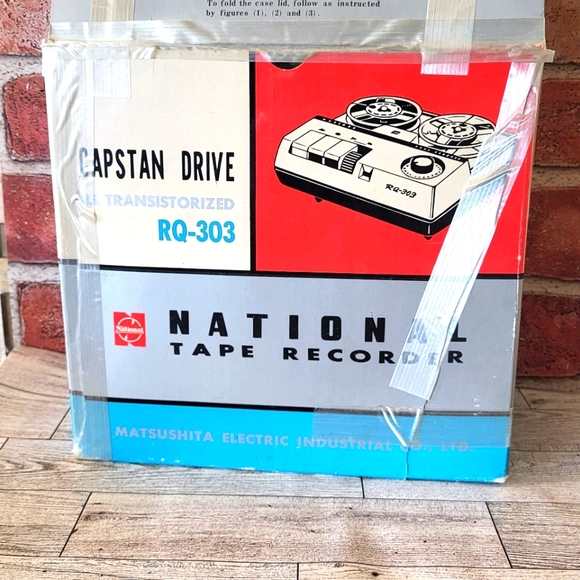 To fold the case lid, follow as instructed
by figures (1), (2) and (3).
CAPSTAN DRIVE
ALL TRANSISTORIZED
RQ-303
RQ-303
National
NATIONAL
TAPE RECORDER
MATSUSHITA ELECTRIC INDUSTRIAL CO., LTD.